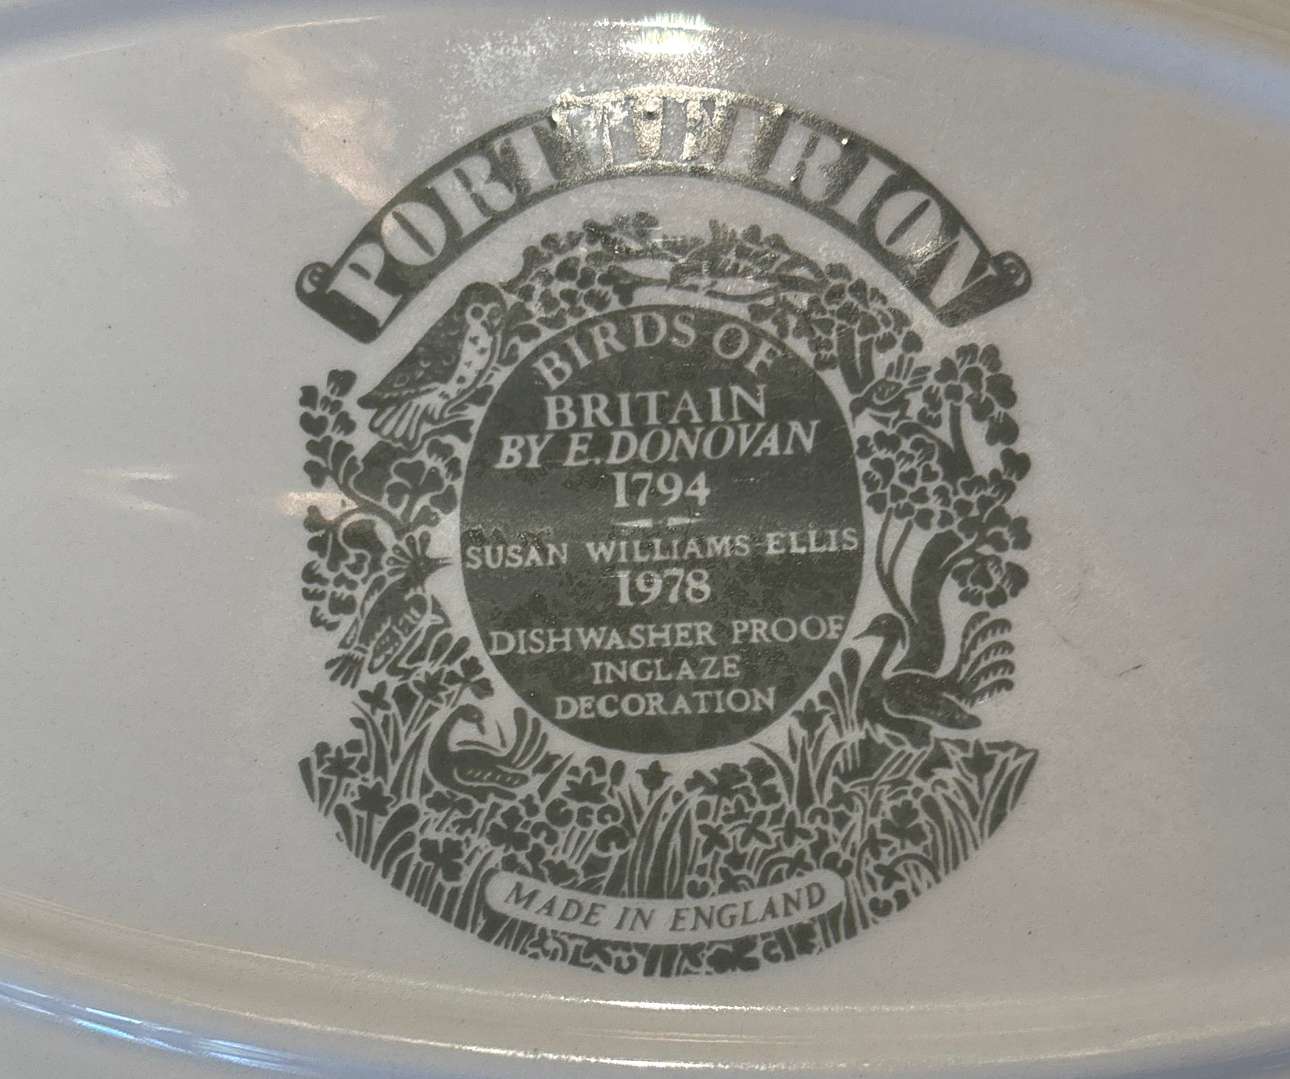 PORTMEIRION
BIRDS OF
BRITAIN
BY E. DONOVAN
1794
SUSAN WILLIAMS-ELLIS
1978
DISHWASHER PROOF
INGLAZE
DECORATION
MADE IN ENGLAND